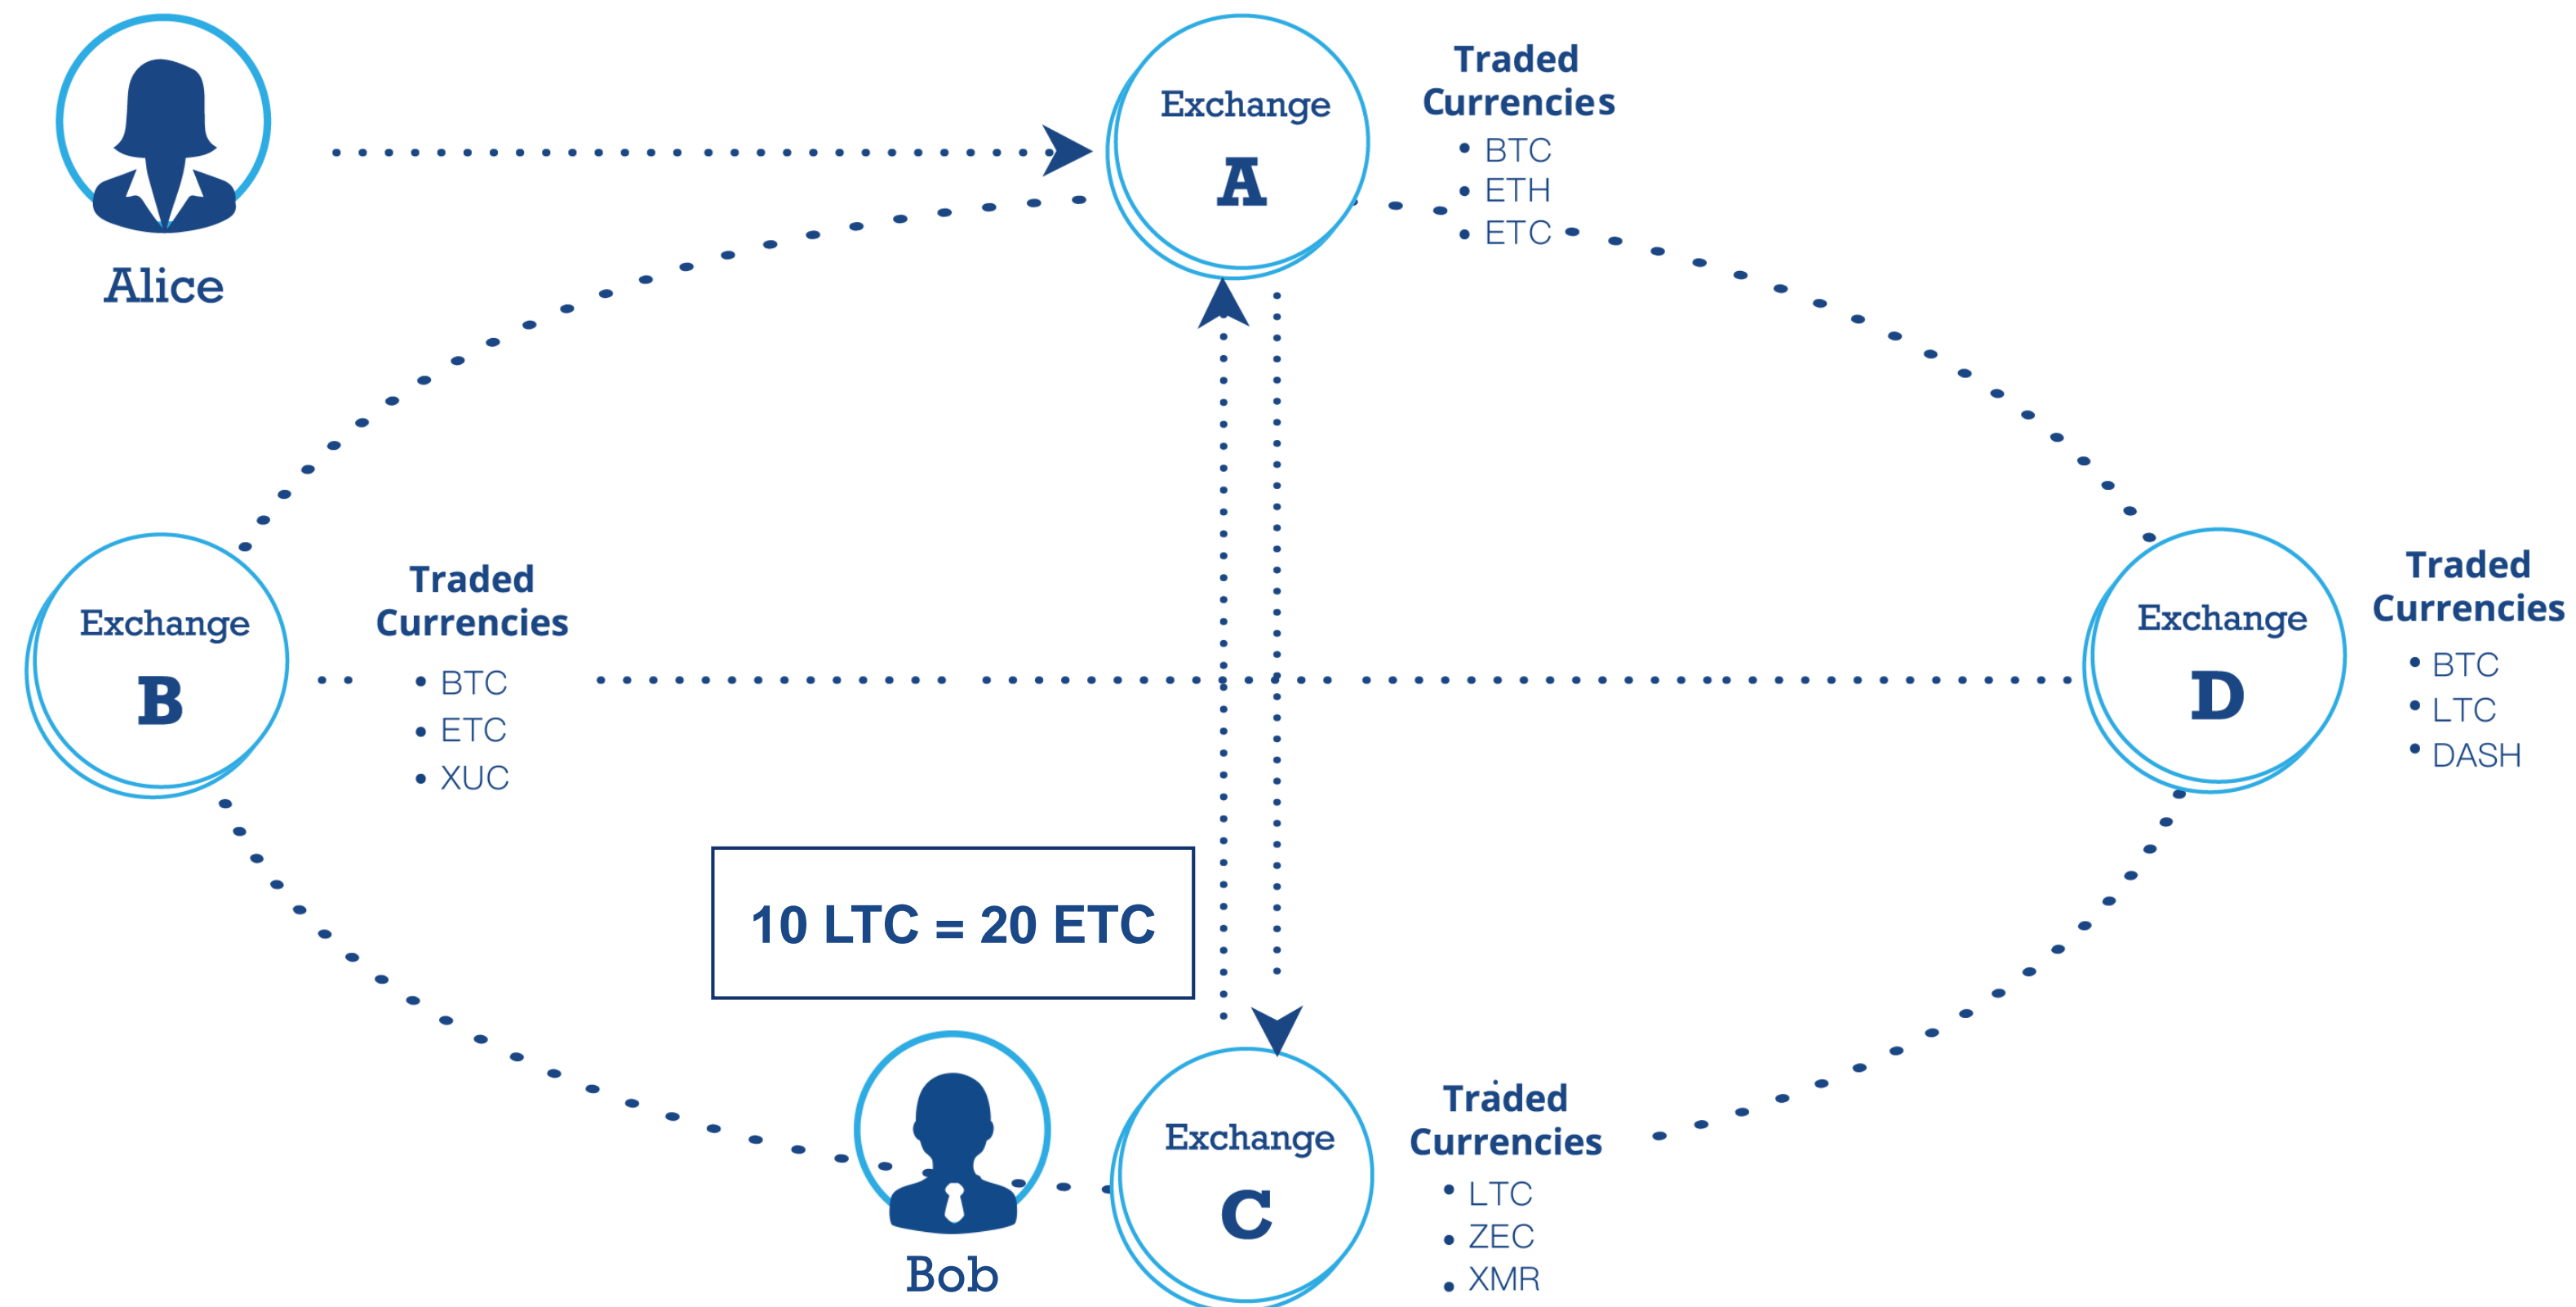 Alice
Exchange
A
Traded
Currencies
• BTC
• ETH
• ETC
Exchange
B
Traded
Currencies
• BTC
• ETC
• XUC
Exchange
D
Traded
Currencies
• BTC
• LTC
• DASH
10 LTC = 20 ETC
Bob
Exchange
C
Traded
Currencies
• LTC
• ZEC
• XMR